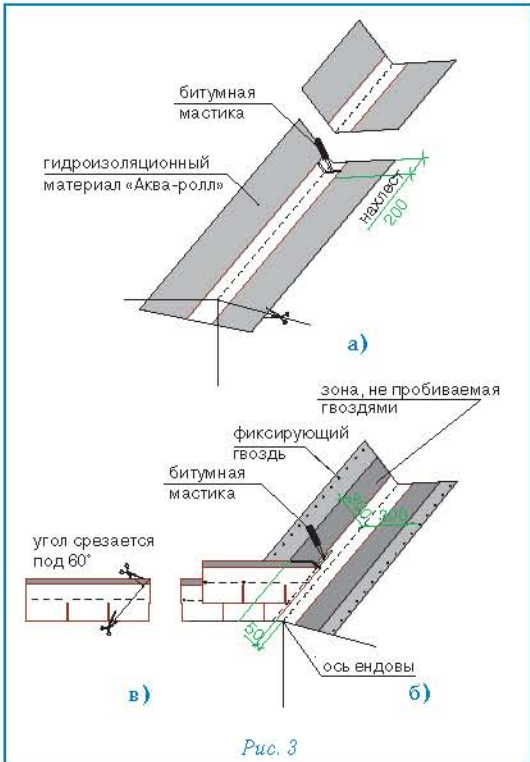 битумная
мастика
гидроизоляционный
материал «Аква-ролл»
нахлест
200
а)
зона, не пробиваемая
гвоздями
фиксирующий
гвоздь
битумная
мастика
300
угол срезается
под 60°
50
ось ендовы
в)
б)
Рис. 3